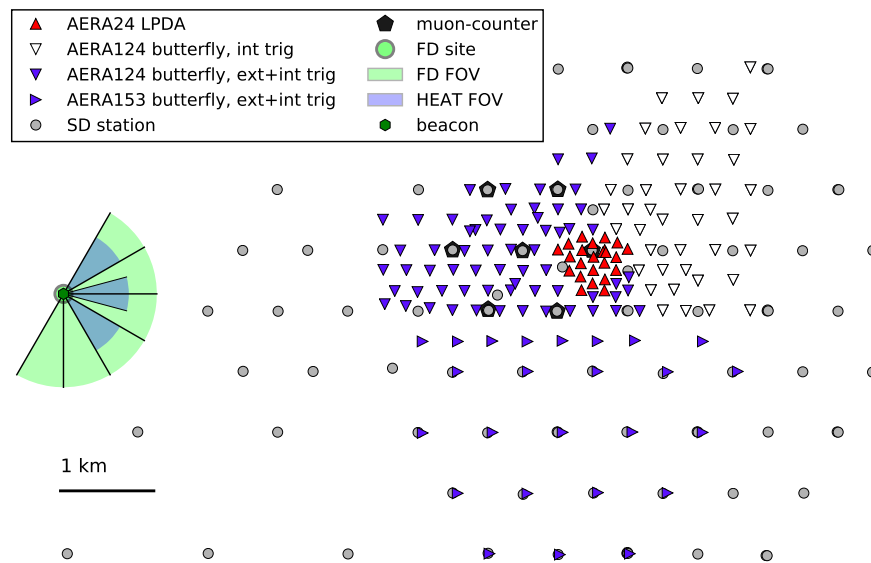 AERA24 LPDA
AERA124 butterfly, int trig
AERA124 butterfly, ext+int trig
AERA153 butterfly, ext+int trig
SD station
muon-counter
FD site
FD FOV
HEAT FOV
beacon
1 km